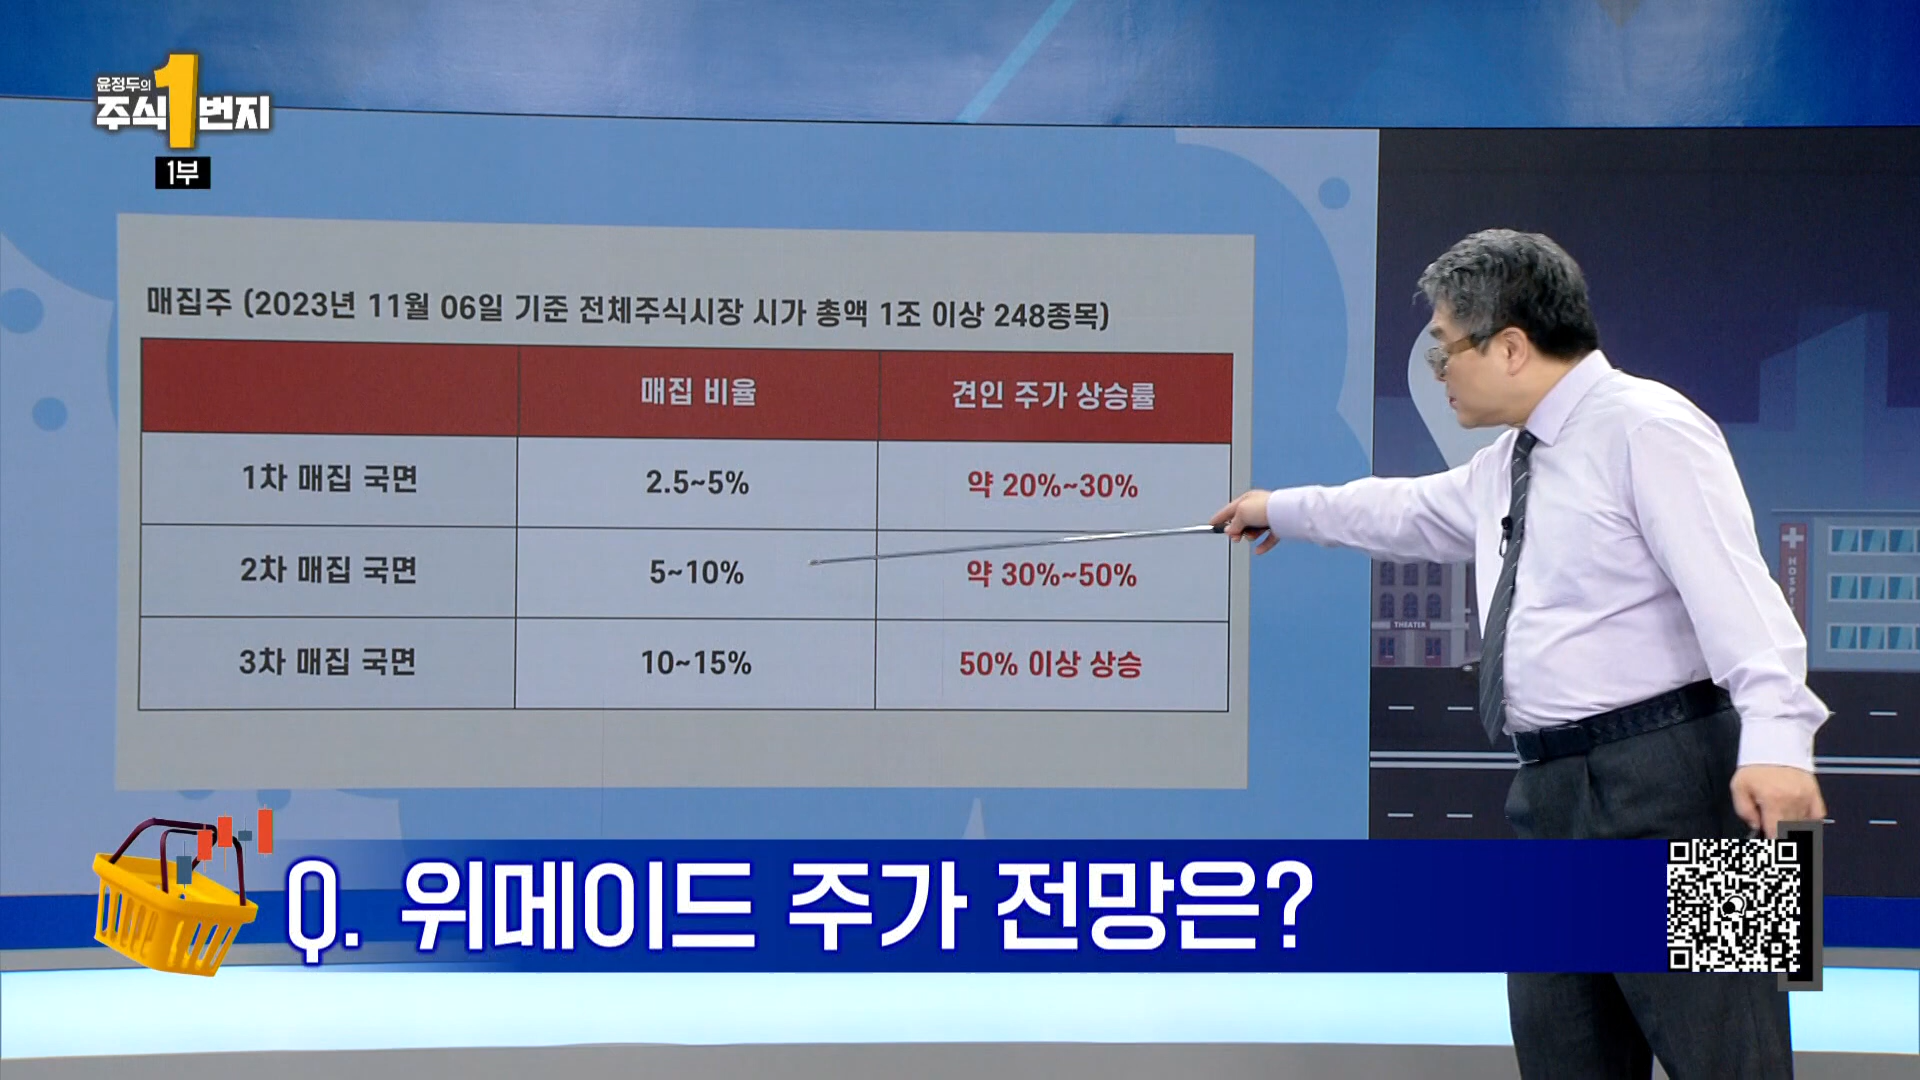 윤정두의
주식1번지
1부
매집주 (2023년 11월 06일 기준 전체주식시장 시가 총액 1조 이상 248종목)
매집 비율 견인 주가 상승률
1차 매집 국면 2.5~5% 약 20%~30%
2차 매집 국면 5~10% 약 30%~50%
3차 매집 국면 10~15% 50% 이상 상승
THEATER
HOSPI
Q. 위메이드 주가 전망은?